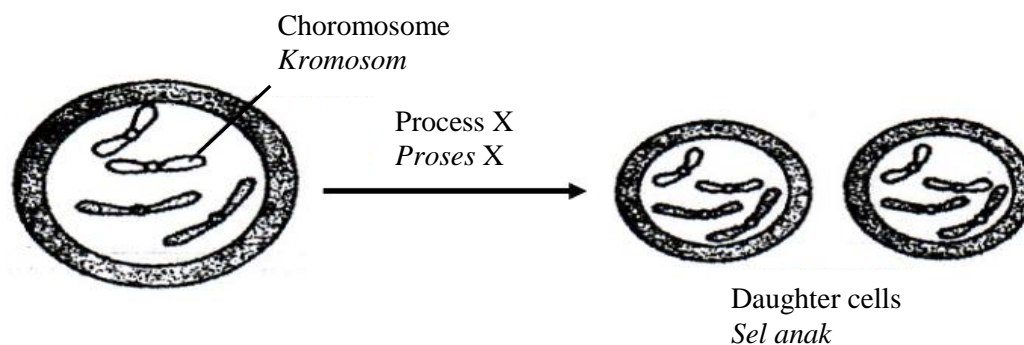 Choromosome
Kromosom
Process X
Proses X
Daughter cells
Sel anak